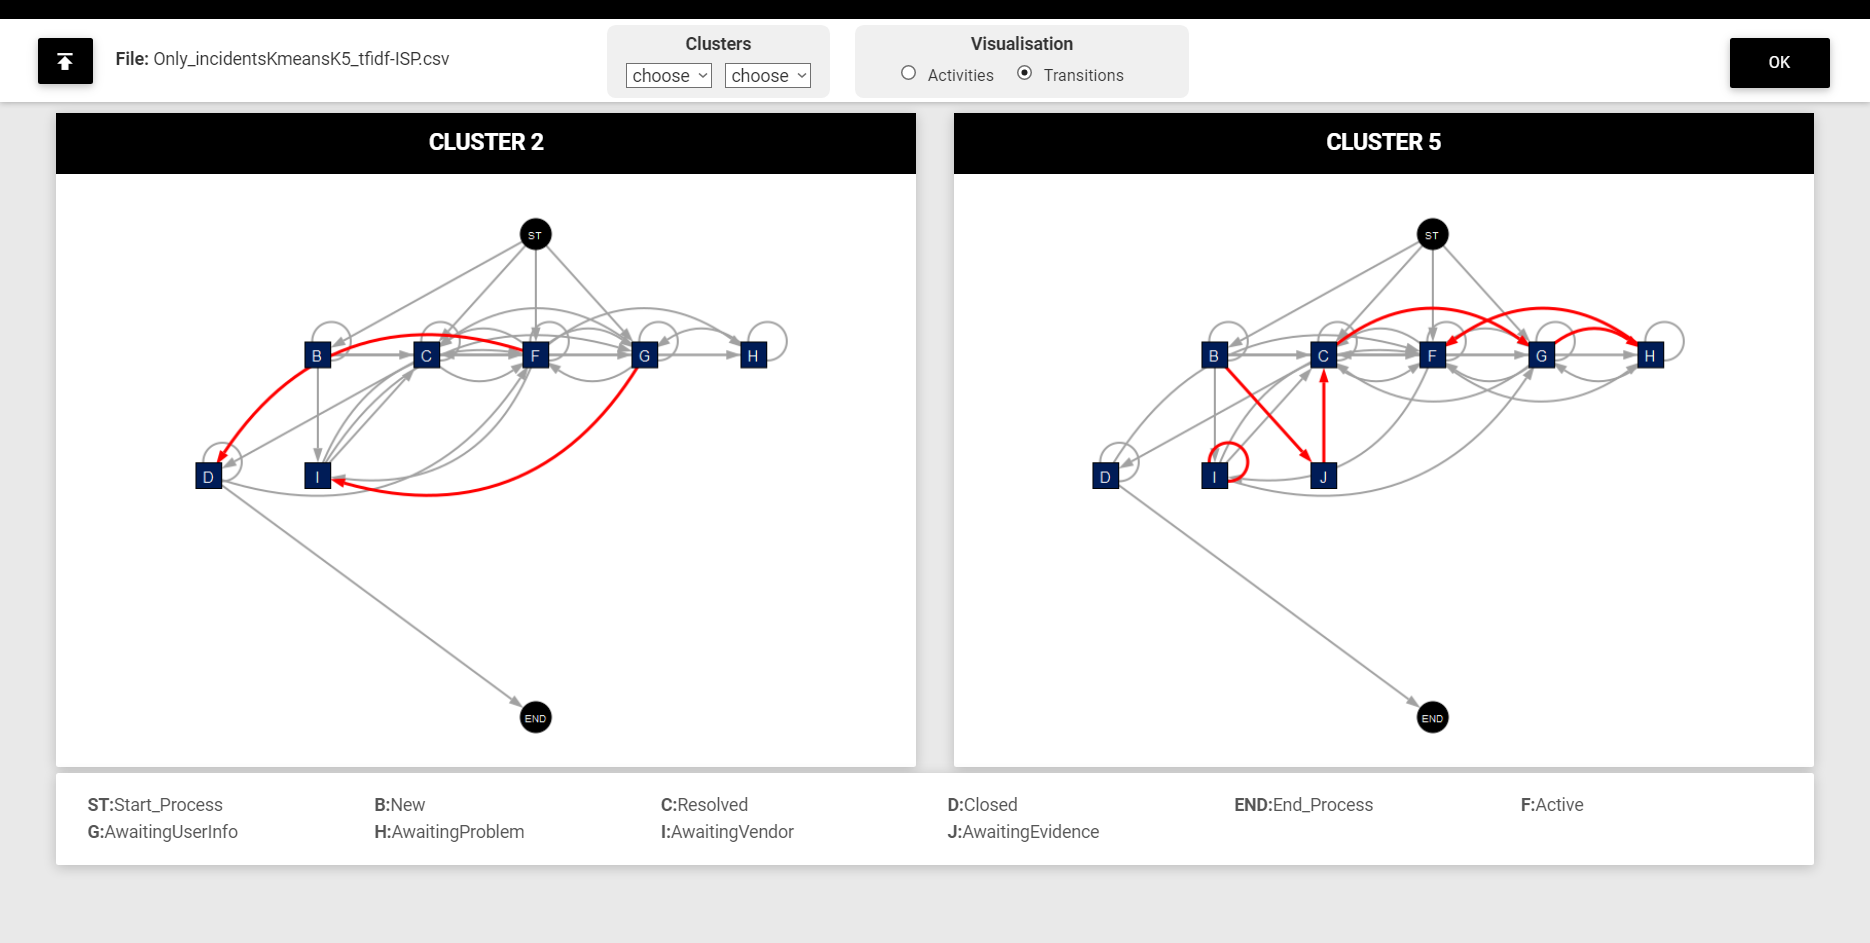 File: Only_incidentsKmeansK5_tfidf-ISP.csv
Clusters
choose choose
Visualisation
Activities Transitions
OK
CLUSTER 2
ST
B C F G H
D I
END
CLUSTER 5
ST
B C F G H
D I J
END
ST:Start_Process B:New C:Resolved D:Closed END:End_Process F:Active
G:AwaitingUserInfo H:AwaitingProblem I:AwaitingVendor J:AwaitingEvidence